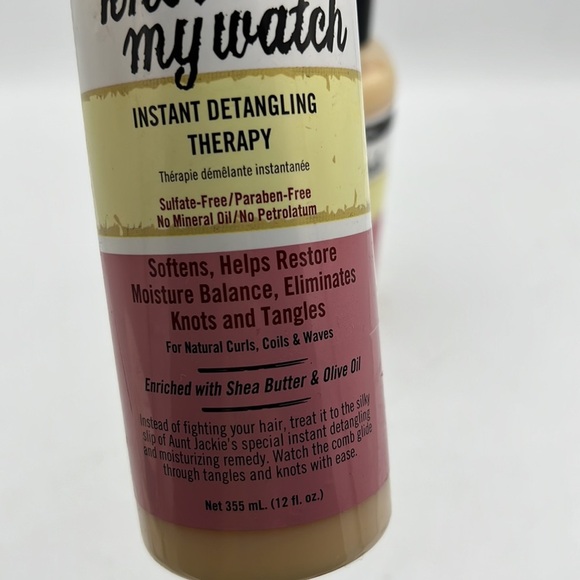 my watch
INSTANT DETANGLING
THERAPY
Thérapie démêlante instantanée
Sulfate-Free/Paraben-Free
No Mineral Oil/No Petrolatum
Softens, Helps Restore
Moisture Balance, Eliminates
Knots and Tangles
For Natural Curls, Coils & Waves
Enriched with Shea Butter & Olive Oil
Instead of fighting your hair, treat it to the silky
slip of Aunt Jackie's special instant detangling
and moisturizing remedy. Watch the comb glide
through tangles and knots with ease.
Net 355 mL. (12 fl. oz.)